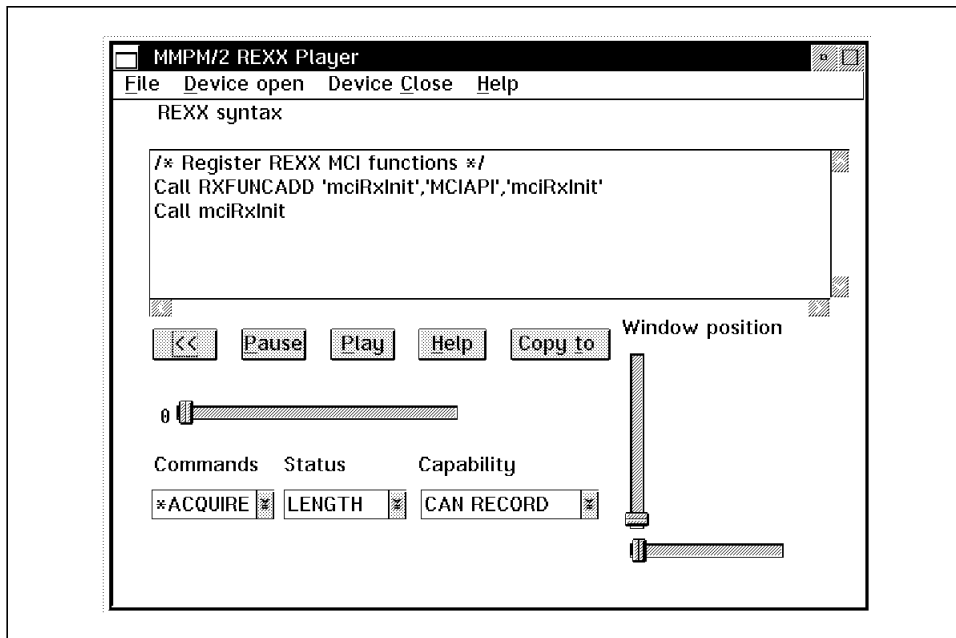 MMPM/2 REXX Player
File Device open Device Close Help
REXX syntax
/* Register REXX MCI functions */
Call RXFUNCADD 'mciRxInit','MCIAPI','mciRxInit'
Call mciRxInit
<< Pause Play Help Copy to
Window position
0
Commands Status Capability
*ACQUIRE LENGTH CAN RECORD